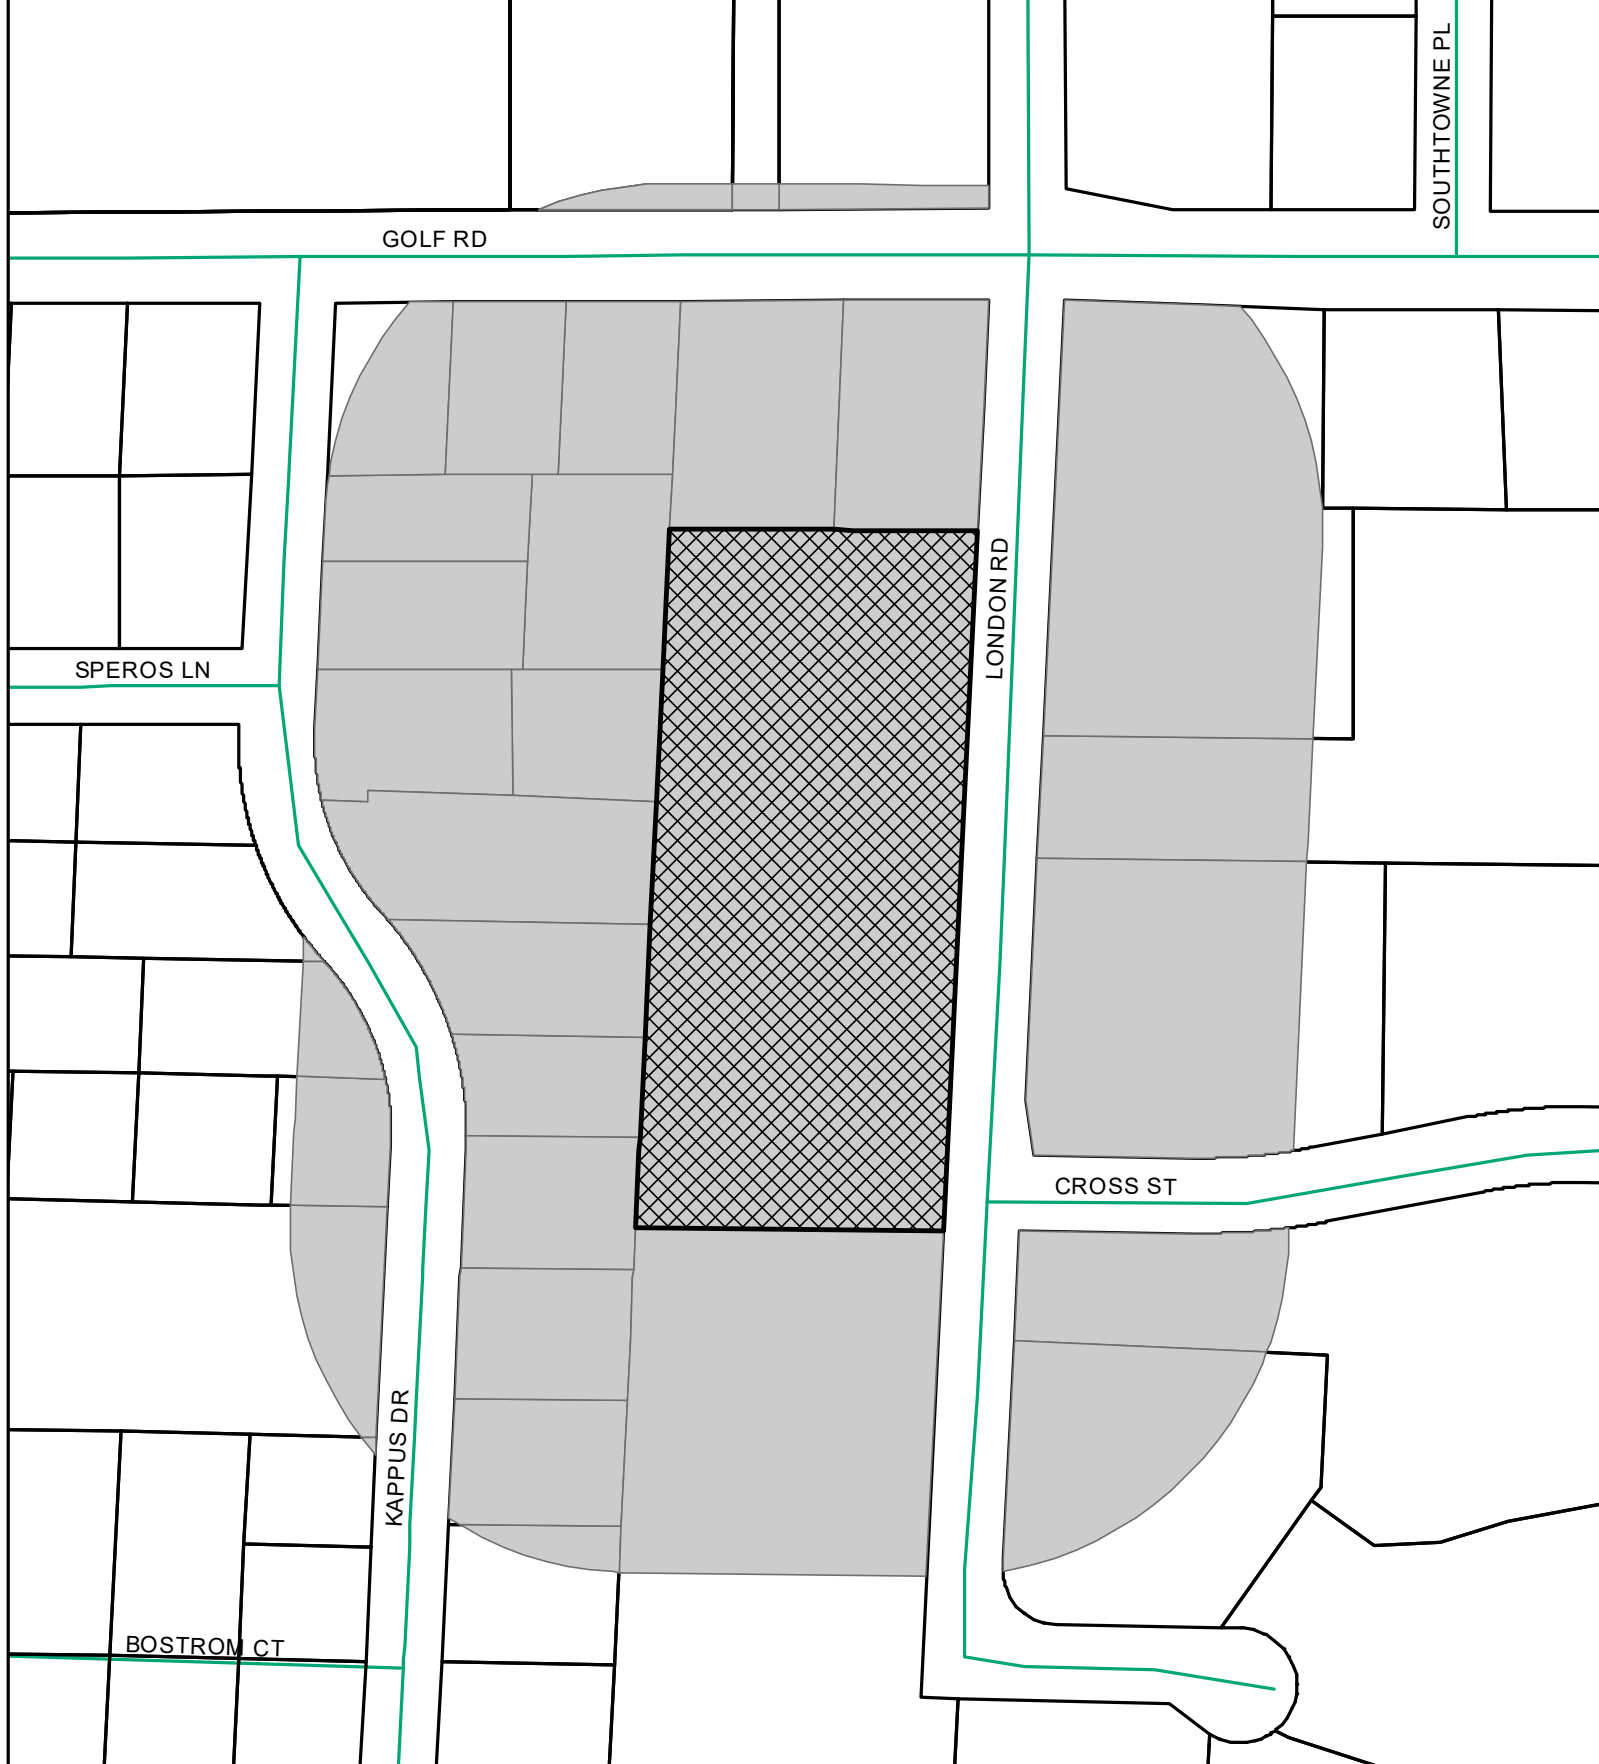 SOUTHTOWNE PL
GOLF RD
LONDON RD
SPEROS LN
CROSS ST
KAPPUS DR
BOSTROM CT